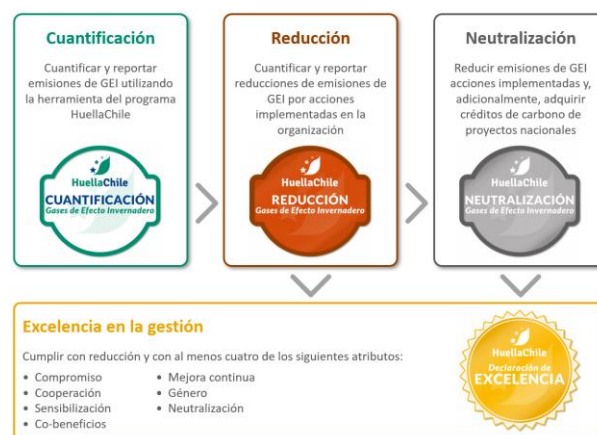 Cuantificación
Cuantificar y reportar
emisiones de GEI utilizando
la herramienta del programa
HuellaChile
HuellaChile
CUANTIFICACIÓN
Gases de Efecto Invernadero
Reducción
Cuantificar y reportar
reducciones de emisiones de
GEI por acciones
implementadas en la
organización
HuellaChile
REDUCCIÓN
Gases de Efecto Invernadero
Neutralización
Reducir emisiones de GEI
acciones implementadas y,
adicionalmente, adquirir
créditos de carbono de
proyectos nacionales
HuellaChile
NEUTRALIZACIÓN
Gases de Efecto Invernadero
Excelencia en la gestión
Cumplir con reducción y con al menos cuatro de los siguientes atributos:
• Compromiso
• Cooperación
• Sensibilización
• Co-beneficios
• Mejora continua
• Género
• Neutralización
HuellaChile
Declaración de
EXCELENCIA